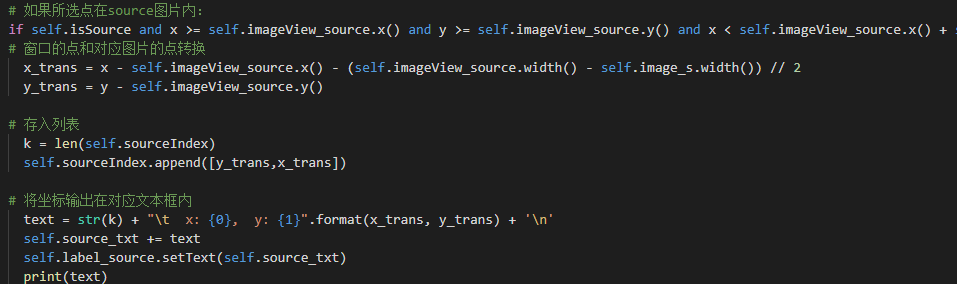 # 如果所选点在source图片内:
if self.isSource and x >= self.imageView_source.x() and y >= self.imageView_source.y() and x < self.imageView_source.x() +
# 窗口的点和对应图片的点转换
x_trans = x - self.imageView_source.x() - (self.imageView_source.width() - self.image_s.width()) // 2
y_trans = y - self.imageView_source.y()
# 存入列表
k = len(self.sourceIndex)
self.sourceIndex.append([y_trans,x_trans])
# 将坐标输出在对应文本框内
text = str(k) + "\t  x: {0},  y: {1}".format(x_trans, y_trans) + '\n'
self.source_txt += text
self.label_source.setText(self.source_txt)
print(text)